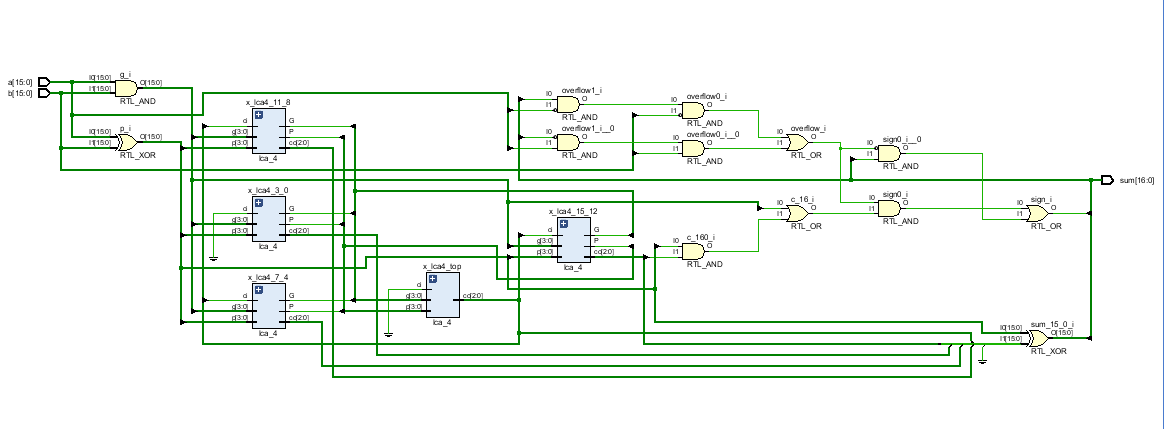 a[15:0]
b[15:0]
g_i
I0[15:0]
I1[15:0]
O[15:0]
RTL_AND
p_i
I0[15:0]
I1[15:0]
O[15:0]
RTL_XOR
x_lca4_11_8
d
g[3:0]
p[3:0]
G
P
cd[2:0]
lca_4
x_lca4_3_0
d
g[3:0]
p[3:0]
G
P
cd[2:0]
lca_4
x_lca4_7_4
d
g[3:0]
p[3:0]
G
P
cd[2:0]
lca_4
x_lca4_top
d
g[3:0]
p[3:0]
cd[2:0]
lca_4
x_lca4_15_12
d
g[3:0]
p[3:0]
G
P
cd[2:0]
lca_4
overflow1_i
I0
I1
O
RTL_AND
overflow1_i__0
I0
I1
O
RTL_AND
overflow0_i
I0
I1
O
RTL_AND
overflow0_i__0
I0
I1
O
RTL_AND
c_160_i
I0
I1
O
RTL_AND
overflow_i
I0
I1
O
RTL_OR
c_16_i
I0
I1
O
RTL_OR
sign0_i__0
I0
I1
O
RTL_AND
sign0_i
I0
I1
O
RTL_AND
sign_i
I0
I1
O
RTL_OR
sum_15_0_i
I0[15:0]
I1[15:0]
O[15:0]
RTL_XOR
sum[16:0]